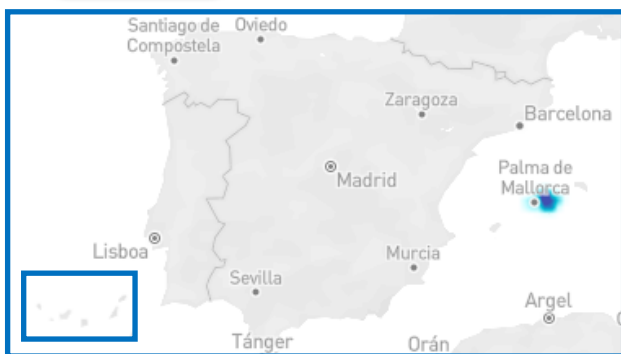 Santiago de
Compostela
Oviedo
Zaragoza
Barcelona
Palma de
Mallorca
Madrid
Lisboa
Murcia
Sevilla
Argel
Tánger
Orán